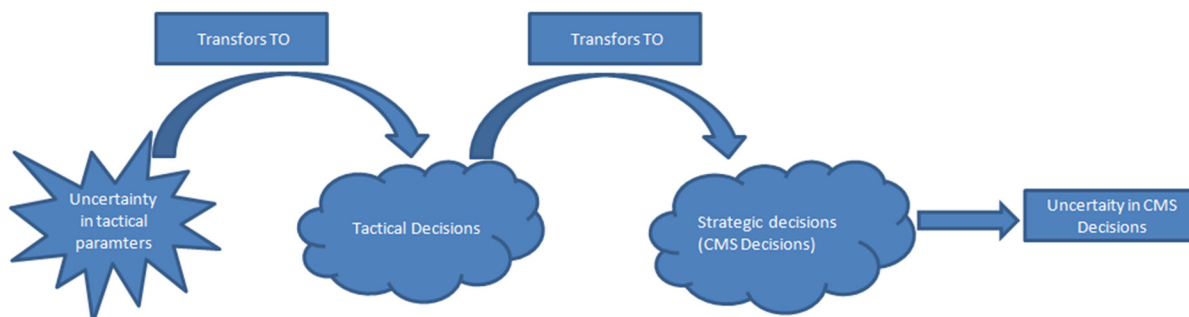 Transfors TO
Transfors TO
Uncertainty
in tactical
paramters
Tactical Decisions
Strategic decisions
(CMS Decisions)
Uncertaity in CMS
Decisions